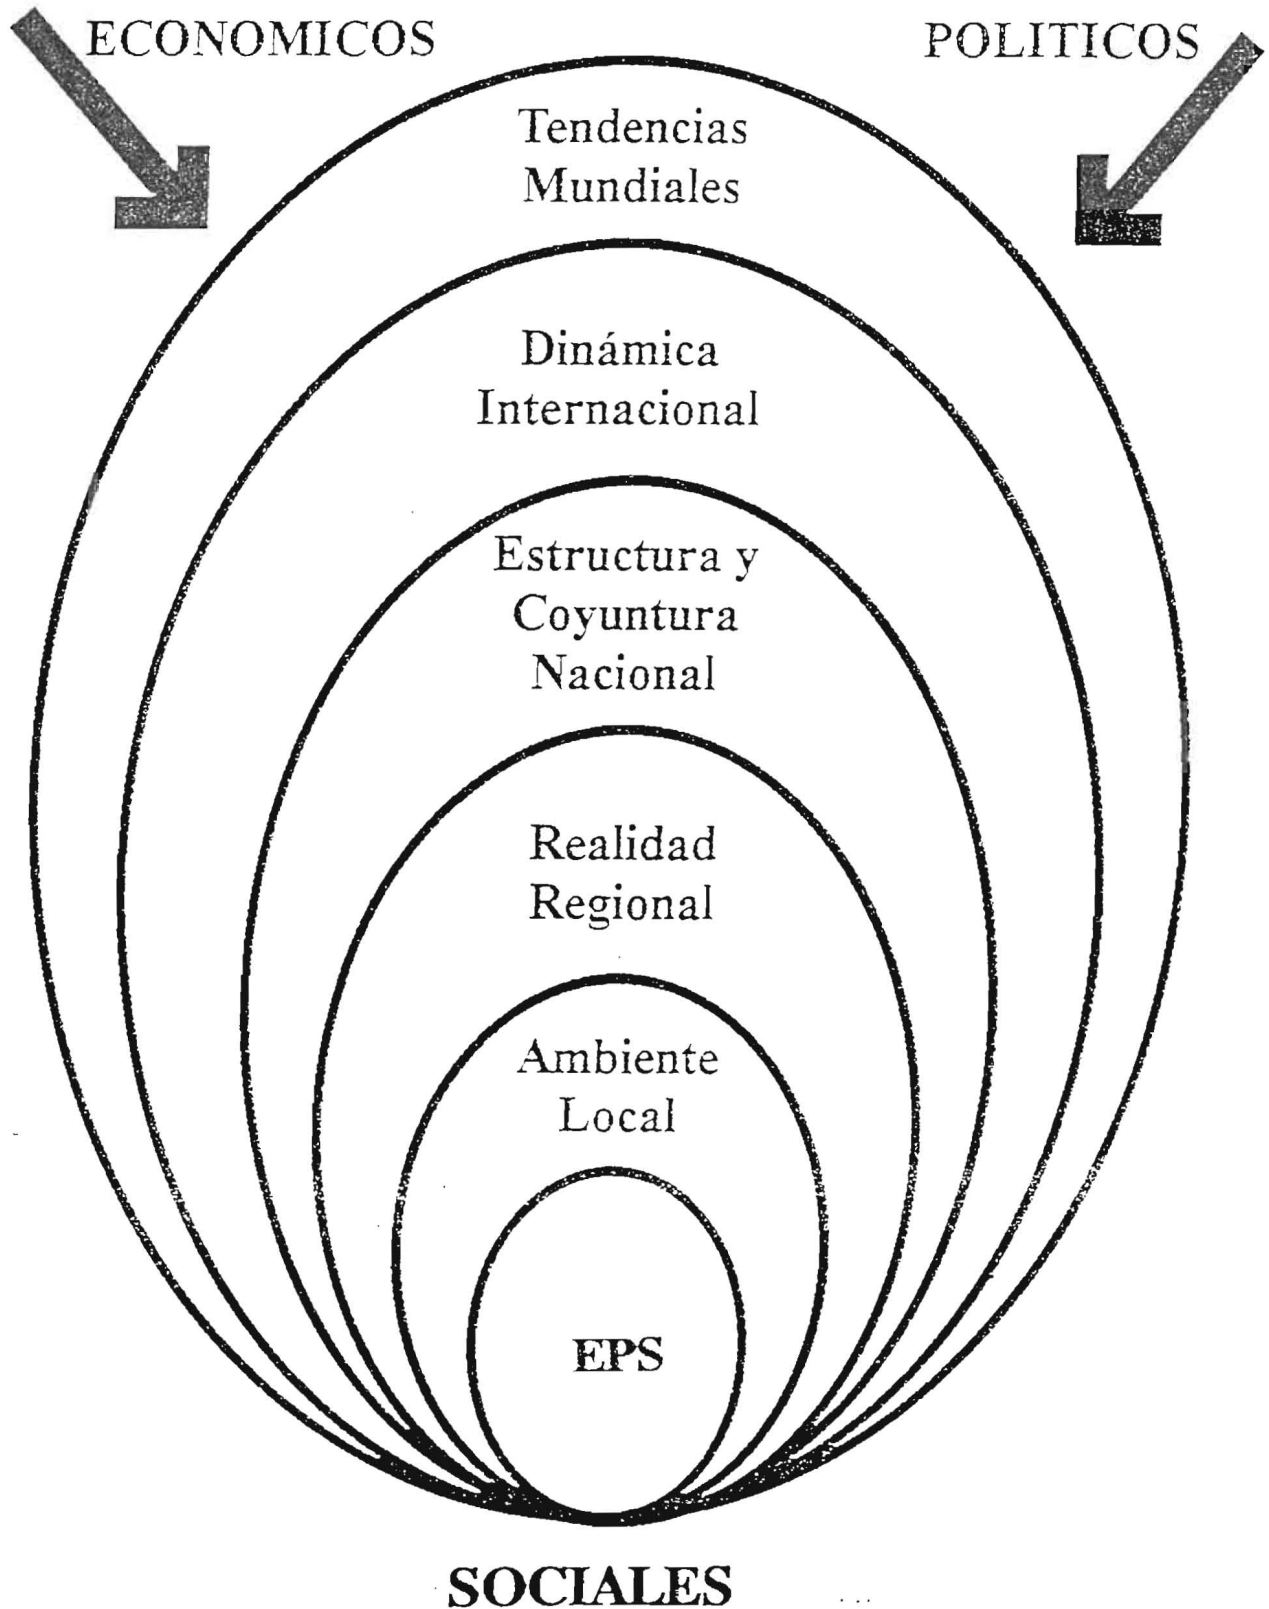 ECONOMICOS
POLITICOS
Tendencias
Mundiales
Dinámica
Internacional
Estructura y
Coyuntura
Nacional
Realidad
Regional
Ambiente
Local
EPS
SOCIALES